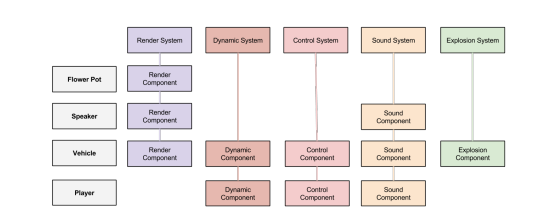 Render System Dynamic System Control System Sound System Explosion System
Flower Pot Render
Component
Speaker Render
Component Sound
Component
Vehicle Render
Component Dynamic
Component Control
Component Sound
Component Explosion
Component
Player Dynamic
Component Control
Component Sound
Component